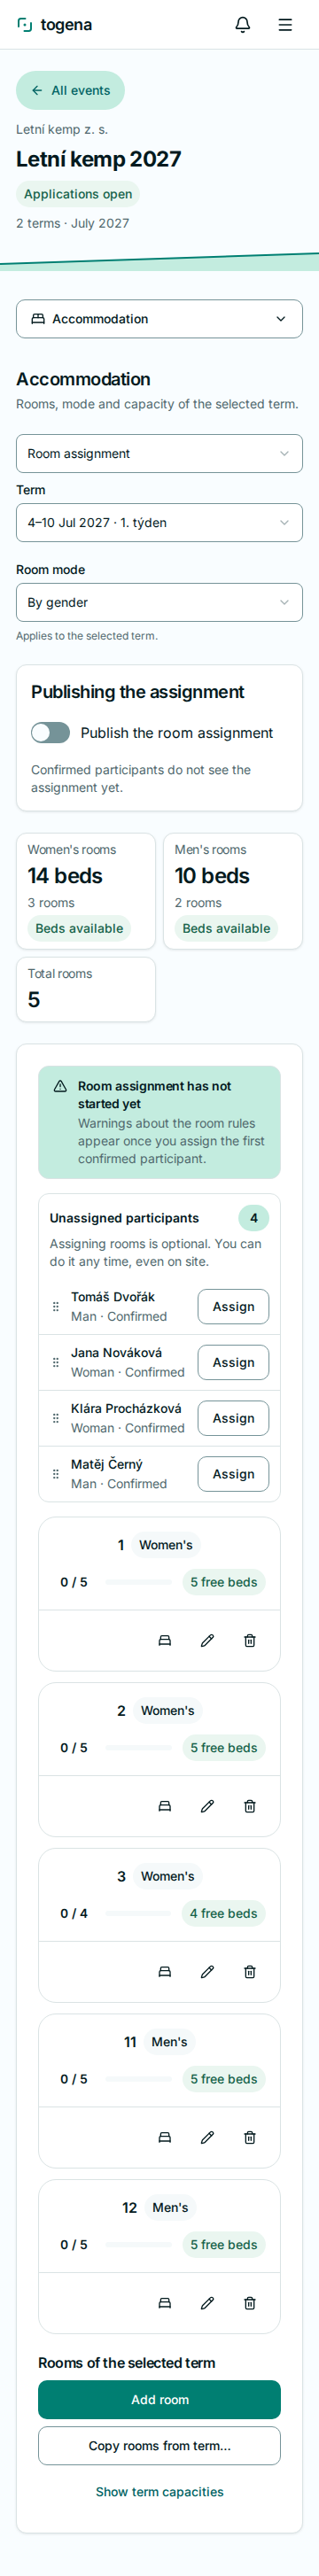 togena
All events
Letní kemp z. s.
Letní kemp 2027
Applications open
2 terms · July 2027
Accommodation
Accommodation
Rooms, mode and capacity of the selected term.
Room assignment
Term
4–10 Jul 2027 · 1. týden
Room mode
By gender
Applies to the selected term.
Publishing the assignment
Publish the room assignment
Confirmed participants do not see the
assignment yet.
Women's rooms
14 beds
3 rooms
Beds available
Men's rooms
10 beds
2 rooms
Beds available
Total rooms
5
Room assignment has not
started yet
Warnings about the room rules
appear once you assign the first
confirmed participant.
Unassigned participants 4
Assigning rooms is optional. You can
do it any time, even on site.
Tomáš Dvořák
Man · Confirmed
Assign
Jana Nováková
Woman · Confirmed
Assign
Klára Procházková
Woman · Confirmed
Assign
Matěj Černý
Man · Confirmed
Assign
1 Women's
0 / 5 5 free beds
2 Women's
0 / 5 5 free beds
3 Women's
0 / 4 4 free beds
11 Men's
0 / 5 5 free beds
12 Men's
0 / 5 5 free beds
Rooms of the selected term
Add room
Copy rooms from term...
Show term capacities